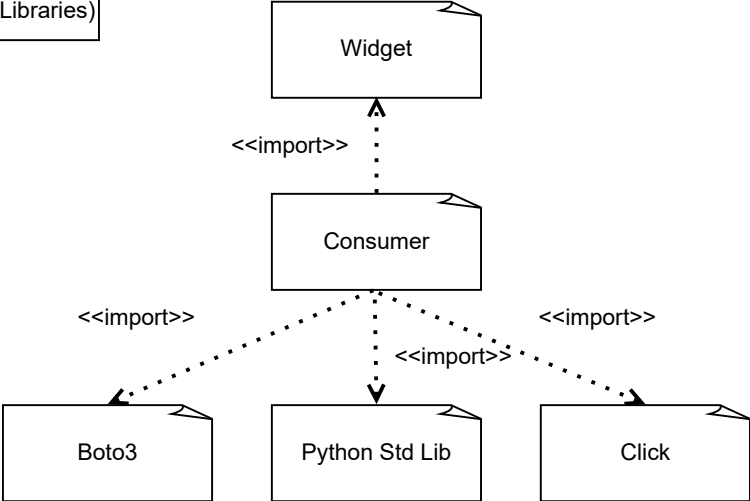 Libraries)
Widget
<<import>>
Consumer
<<import>>
<<import>>
<<import>>
Boto3
Python Std Lib
Click